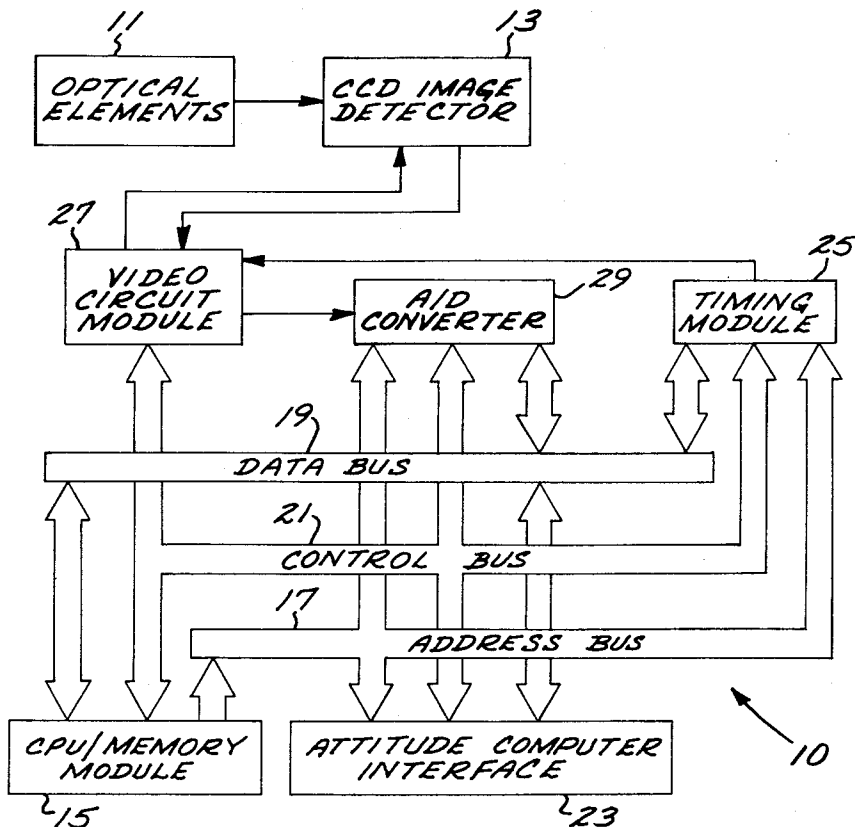 11
13
OPTICAL
ELEMENTS
CCD IMAGE
DETECTOR
27
VIDEO
CIRCUIT
MODULE
A/D
CONVERTER
29
25
TIMING
MODULE
19
DATA BUS
21
CONTROL BUS
17
ADDRESS BUS
CPU/MEMORY
MODULE
ATTITUDE COMPUTER
INTERFACE
10
15
23